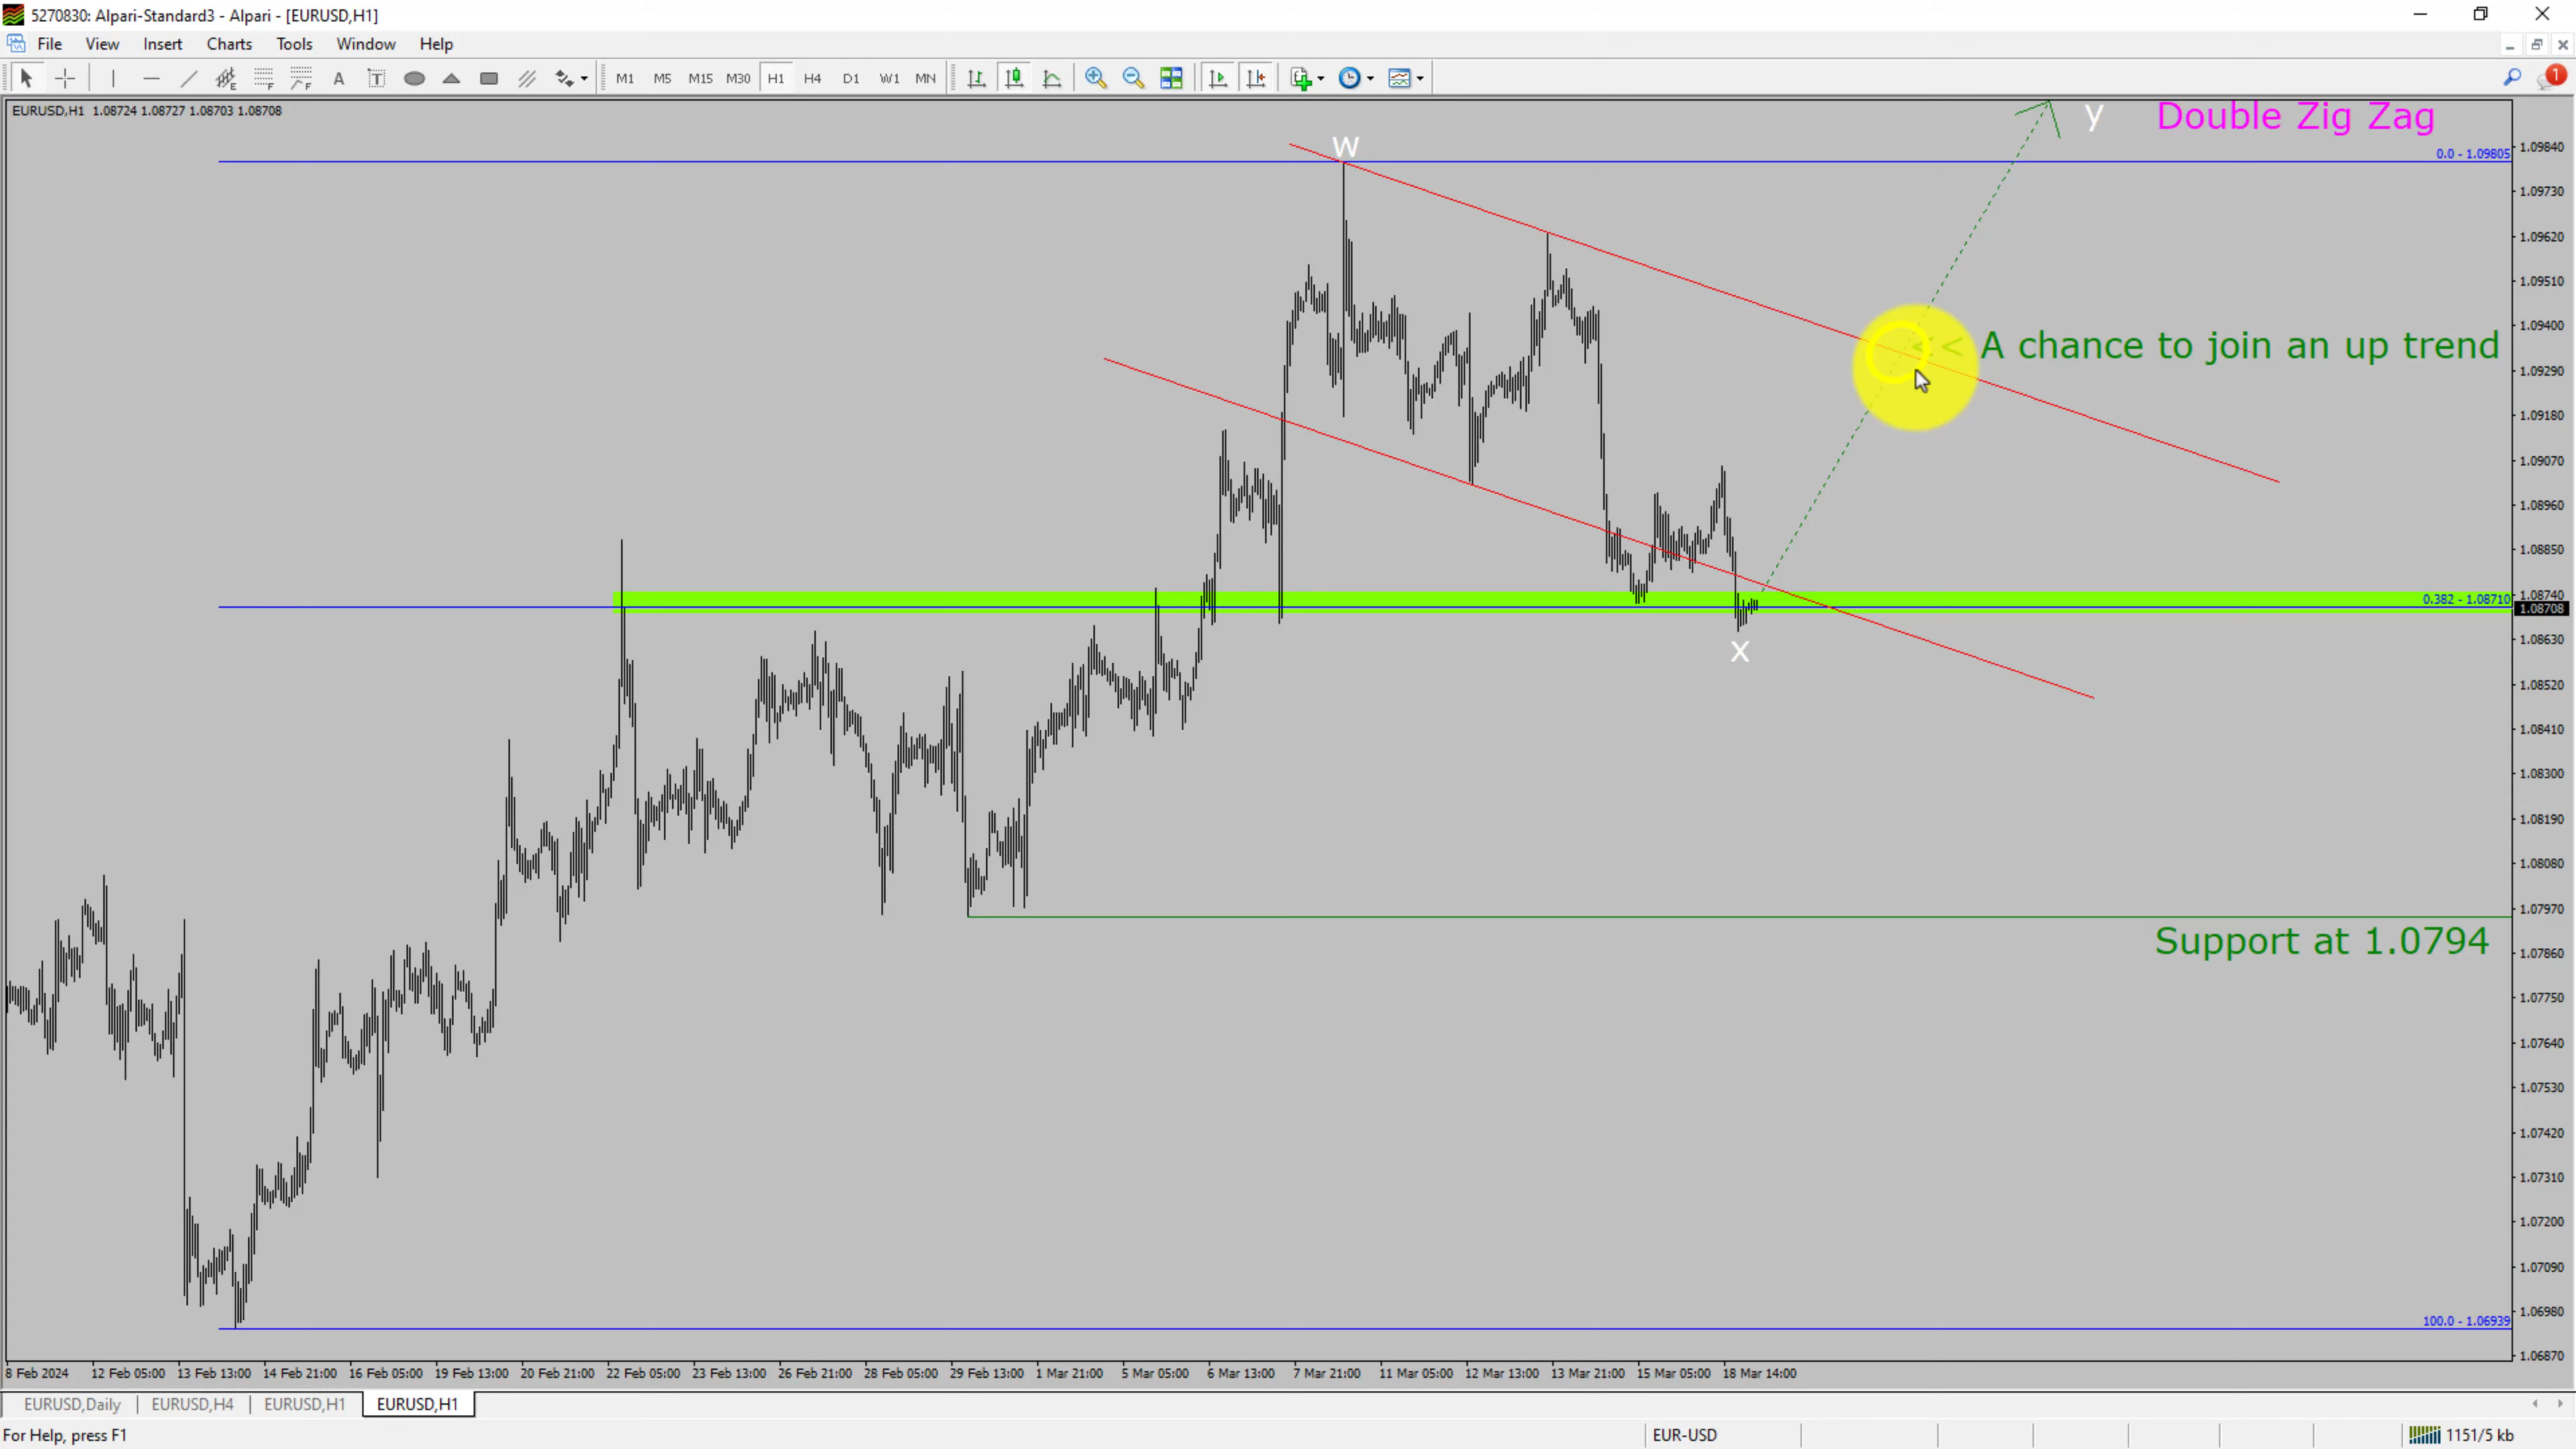 5270830: Alpari-Standard3 - Alpari - [EURUSD,H1]
File View Insert Charts Tools Window Help
A T M1 M5 M15 M30 H1 H4 D1 W1 MN 1
EURUSD,H1 1.08724 1.08727 1.08703 1.08708
w
y
Double Zig Zag
0.0 - 1.09805
< < A chance to join an up trend
0.382 - 1.08710
x
Support at 1.0794
100.0 - 1.06939
1.09840
1.09730
1.09620
1.09510
1.09400
1.09290
1.09180
1.09070
1.08960
1.08850
1.08740
1.08708
1.08630
1.08520
1.08410
1.08300
1.08190
1.08080
1.07970
1.07860
1.07750
1.07640
1.07530
1.07420
1.07310
1.07200
1.07090
1.06980
1.06870
8 Feb 2024 12 Feb 05:00 13 Feb 13:00 14 Feb 21:00 16 Feb 05:00 19 Feb 13:00 20 Feb 21:00 22 Feb 05:00 23 Feb 13:00 26 Feb 21:00 28 Feb 05:00 29 Feb 13:00 1 Mar 21:00 5 Mar 05:00 6 Mar 13:00 7 Mar 21:00 11 Mar 05:00 12 Mar 13:00 13 Mar 21:00 15 Mar 05:00 18 Mar 14:00
EURUSD,Daily EURUSD,H4 EURUSD,H1 EURUSD,H1
For Help, press F1 EUR-USD 1151/5 kb